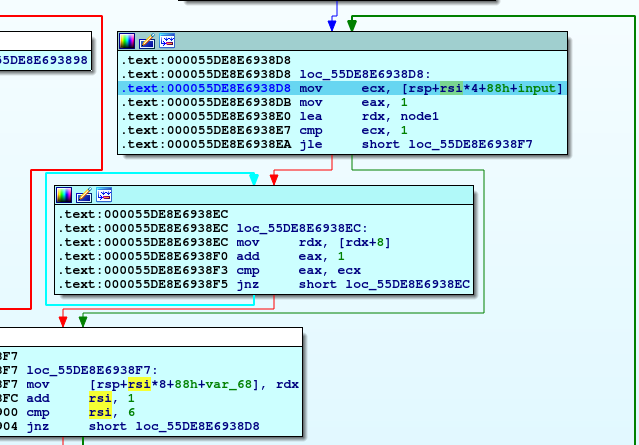 55DE8E693898
.text:000055DE8E6938D8
.text:000055DE8E6938D8 loc_55DE8E6938D8:
.text:000055DE8E6938D8 mov ecx, [rsp+rsi*4+88h+input]
.text:000055DE8E6938DB mov eax, 1
.text:000055DE8E6938E0 lea rdx, node1
.text:000055DE8E6938E7 cmp ecx, 1
.text:000055DE8E6938EA jle short loc_55DE8E6938F7
.text:000055DE8E6938EC
.text:000055DE8E6938EC loc_55DE8E6938EC:
.text:000055DE8E6938EC mov rdx, [rdx+8]
.text:000055DE8E6938F0 add eax, 1
.text:000055DE8E6938F3 cmp eax, ecx
.text:000055DE8E6938F5 jnz short loc_55DE8E6938EC
8F7
8F7 loc_55DE8E6938F7:
8F7 mov [rsp+rsi*8+88h+var_68], rdx
8FC add rsi, 1
900 cmp rsi, 6
904 jnz short loc_55DE8E6938D8